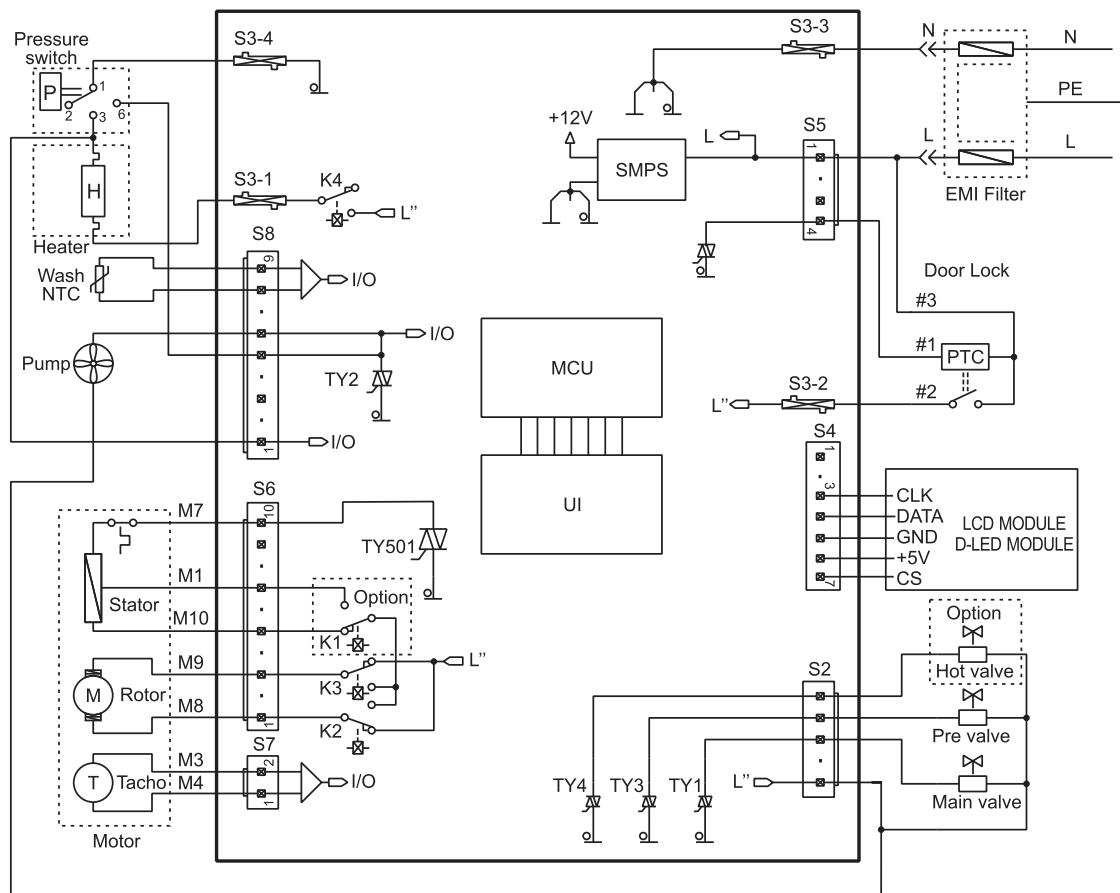 Pressure
switch
P
1
2
3
6
S3-4
H
Heater
S3-1
K4
L’’
S8
9
1
Wash
NTC
I/O
I/O
Pump
TY2
I/O
S3-3
N
N
PE
+12V
L
S5
1
4
L
L
SMPS
EMI Filter
Door Lock
#3
#1
PTC
#2
S3-2
L’’
MCU
UI
S4
1
3
7
CLK
DATA
GND
+5V
CS
LCD MODULE
D-LED MODULE
S6
10
1
M7
TY501
M1
Stator
M10
Option
K1
L’’
M9
K3
M
Rotor
M8
K2
S7
2
1
M3
T
Tacho
M4
I/O
Motor
S2
Option
Hot valve
Pre valve
Main valve
TY4
TY3
TY1
L’’